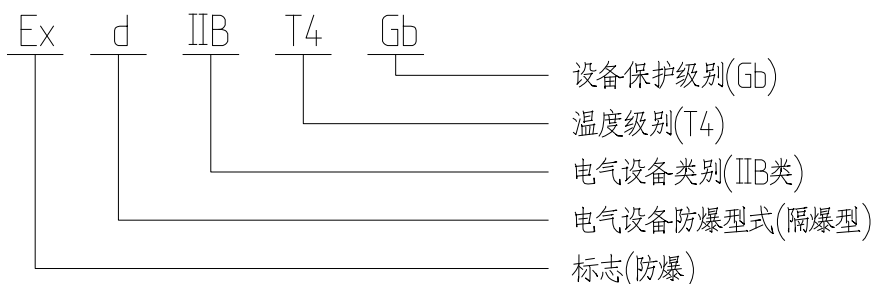 Ex d IIB T4 Gb
设备保护级别(Gb)
温度级别(T4)
电气设备类别(IIB类)
电气设备防爆型式(隔爆型)
标志(防爆)